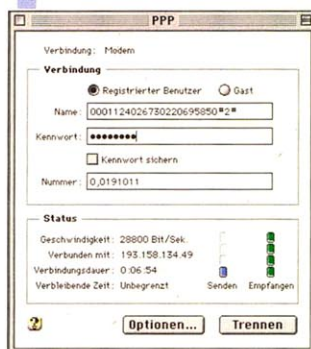 PPP
Verbindung: Modem
Verbindung
Registrierter Benutzer Gast
Name: 0001124026730220695850#2#
Kennwort: ••••••••
Kennwort sichern
Nummer: 0,0191011
Status
Geschwindigkeit: 28800 Bit/Sek.
Verbunden mit: 193.158.134.49
Verbindungsdauer: 0:06:54
Verbleibende Zeit: Unbegrenzt Senden Empfangen
Optionen... Trennen